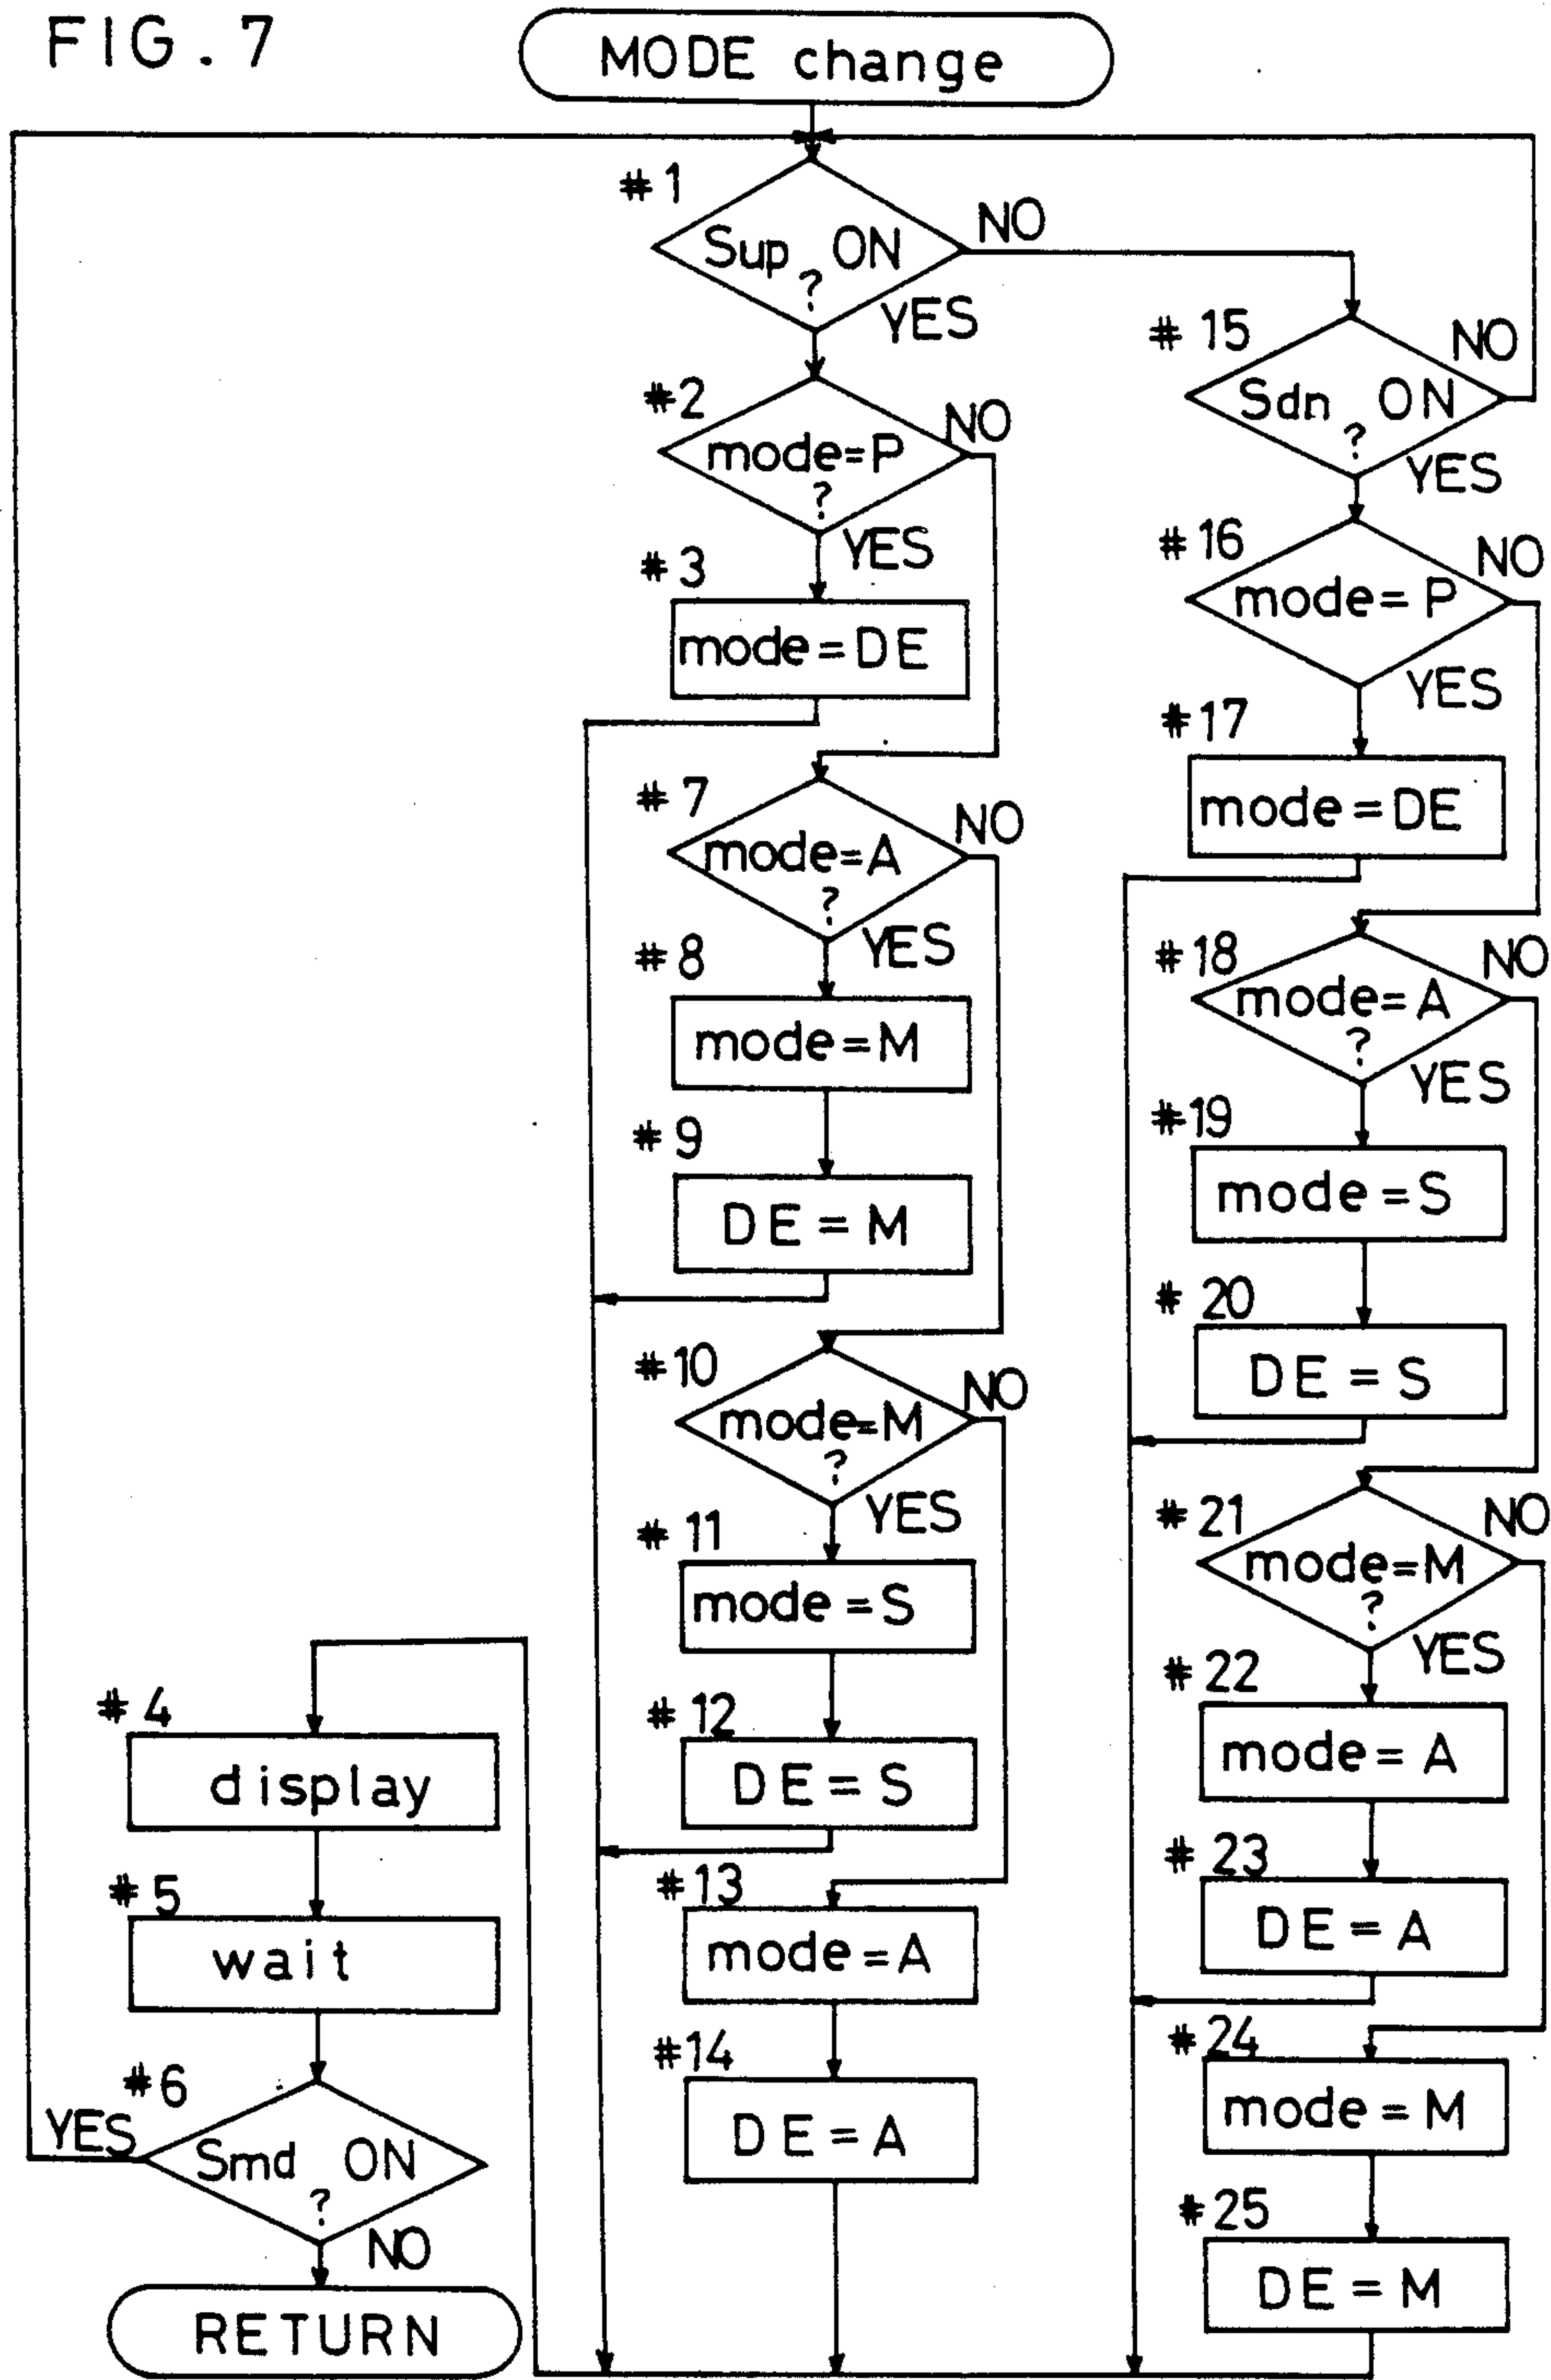 FIG. 7
MODE change
#1
Sup ON
?
NO
YES
#2
mode=P
?
NO
YES
#3
mode=DE
#7
mode=A
?
NO
YES
#8
mode=M
#9
DE=M
#10
mode=M
?
NO
YES
#11
mode=S
#12
DE=S
#13
mode=A
#14
DE=A
#15
Sdn ON
?
NO
YES
#16
mode=P
?
NO
YES
#17
mode=DE
#18
mode=A
?
NO
YES
#19
mode=S
#20
DE=S
#21
mode=M
?
NO
YES
#22
mode=A
#23
DE=A
#24
mode=M
#25
DE=M
#4
display
#5
wait
#6
Smd ON
?
YES
NO
RETURN